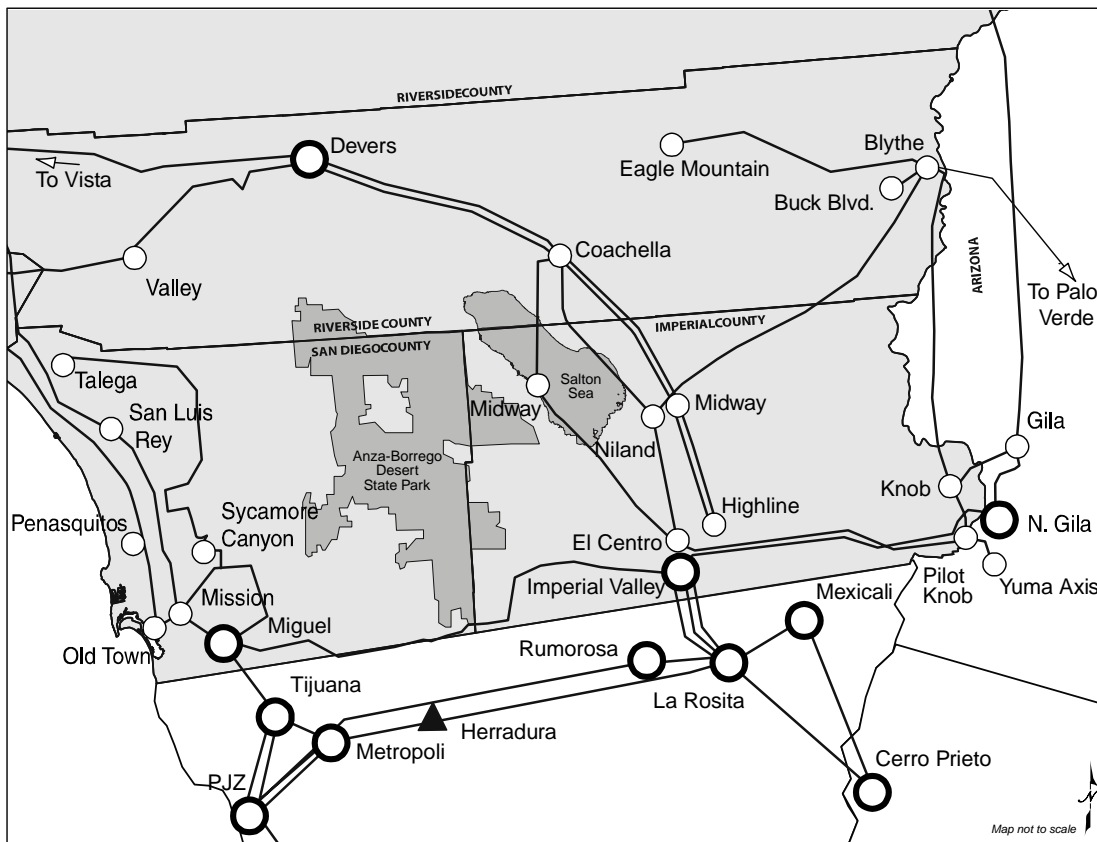 RIVERSIDECOUNTY
Devers
To Vista
Eagle Mountain
Blythe
Buck Blvd.
Coachella
Valley
ARIZONA
To Palo
Verde
RIVERSIDE COUNTY
SAN DIEGOCOUNTY
IMPERIALCOUNTY
Talega
San Luis
Rey
Salton
Sea
Midway
Niland
Midway
Gila
Anza-Borrego
Desert
State Park
Knob
Highline
N. Gila
Penasquitos
Sycamore
Canyon
El Centro
Imperial Valley
Pilot
Knob
Yuma Axis
Mission
Miguel
Old Town
Mexicali
Rumorosa
La Rosita
Tijuana
Metropoli
Herradura
PJZ
Cerro Prieto
N
Map not to scale